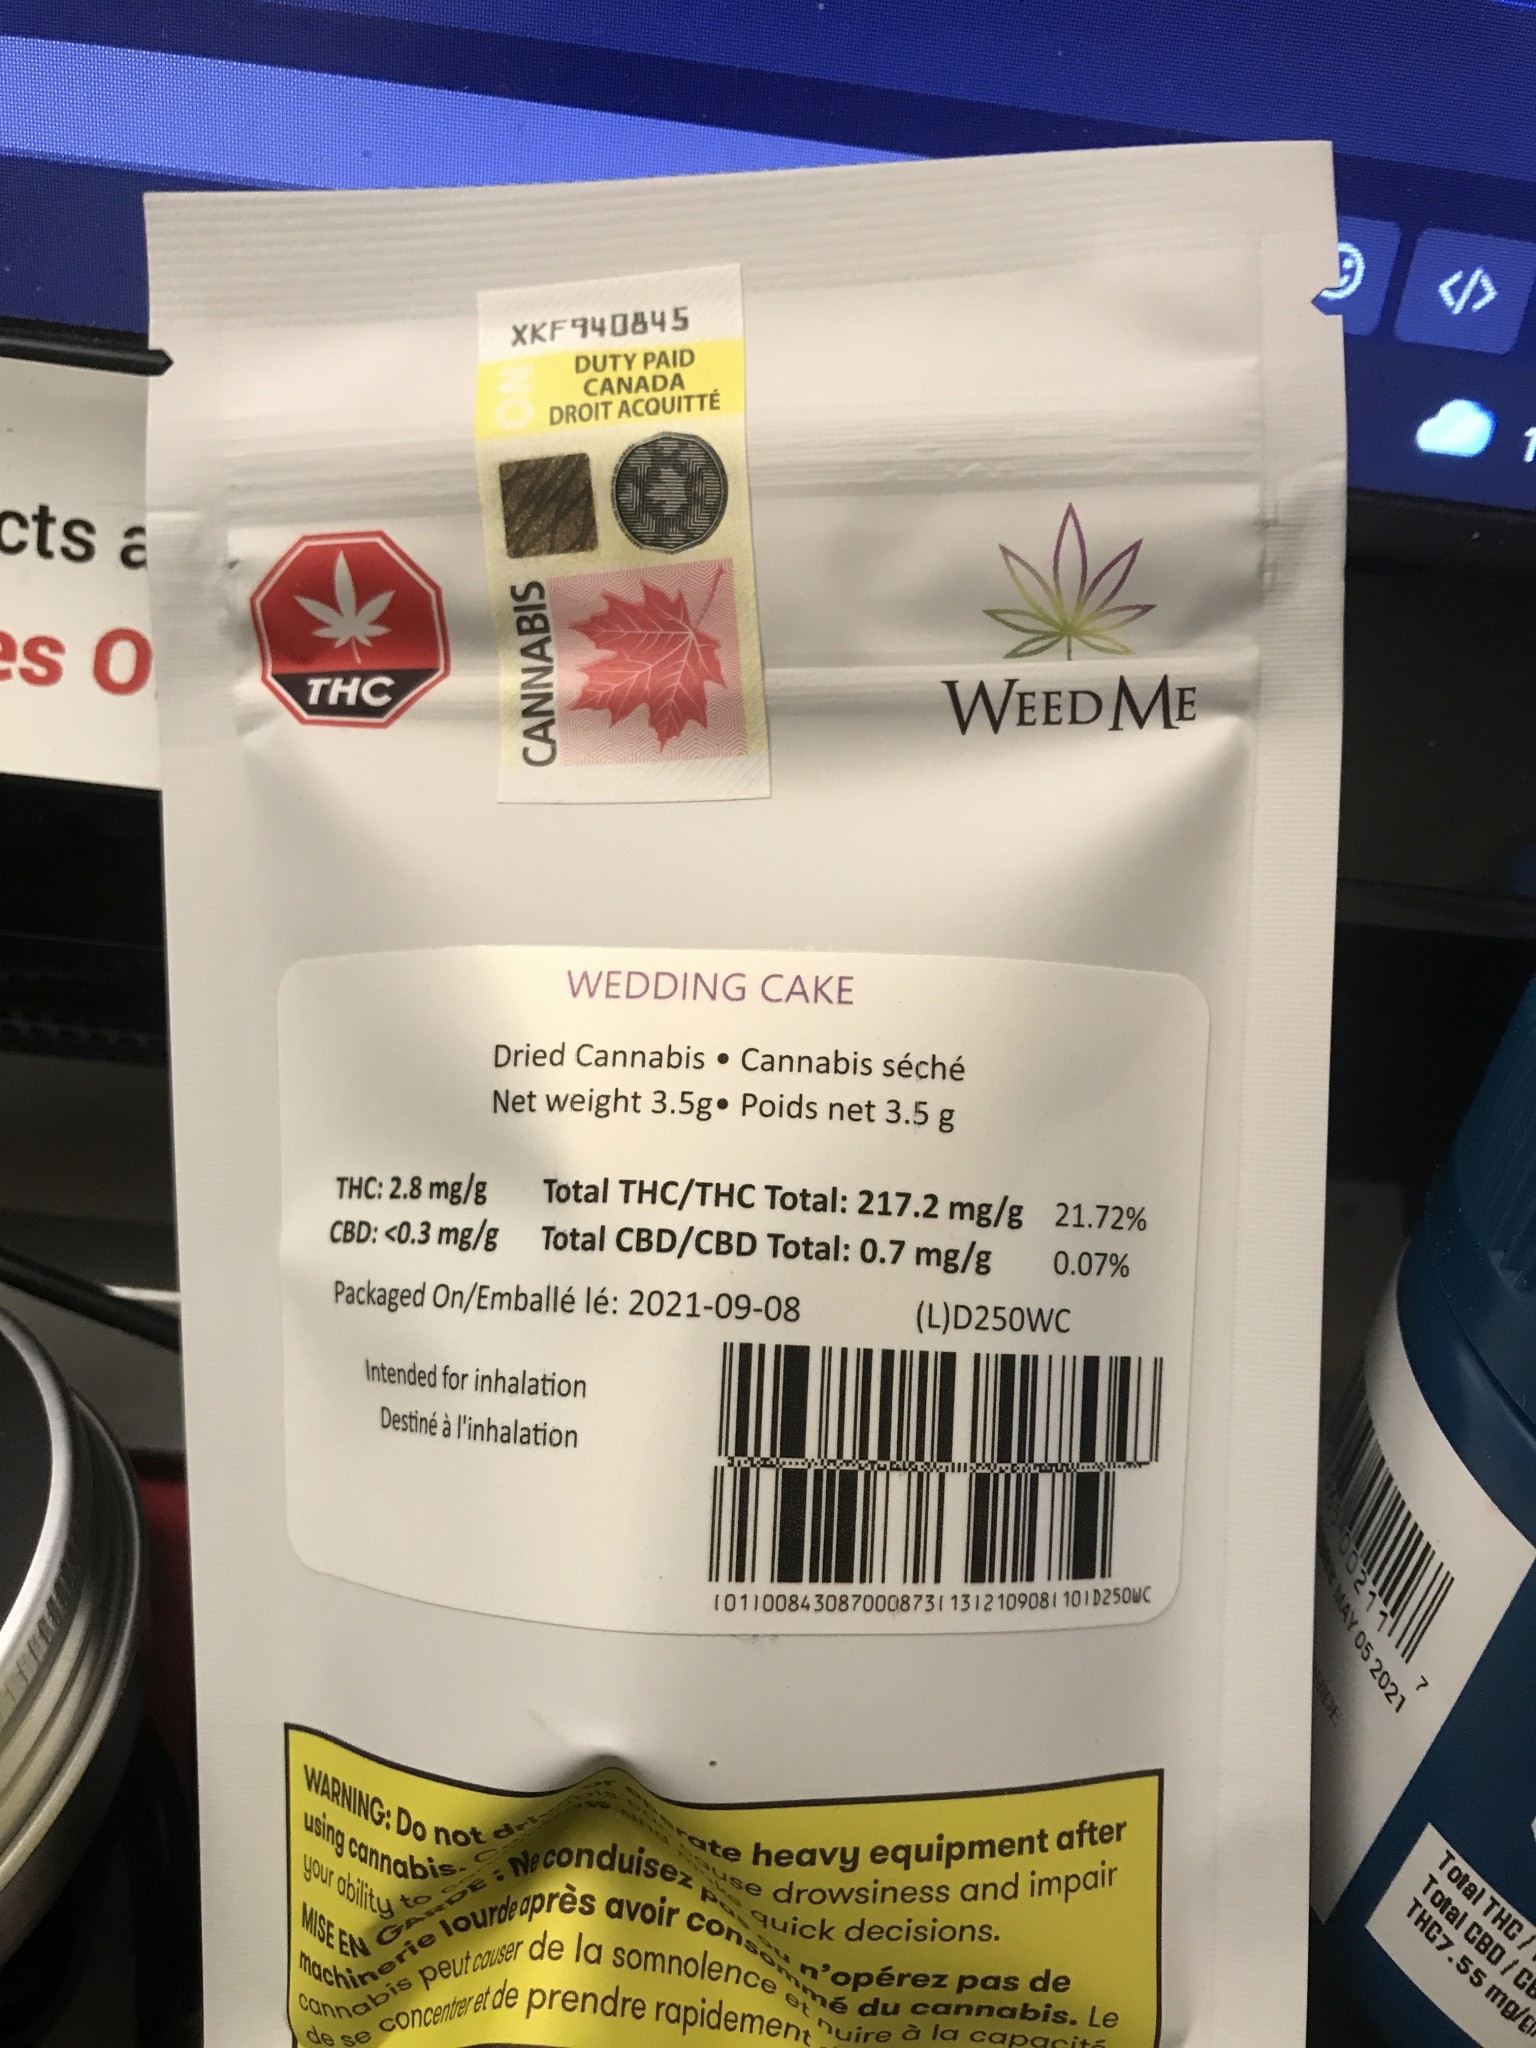 cts a
es O
</>
XKF940845
ON
DUTY PAID
CANADA
DROIT ACQUITTÉ
CANNABIS
THC
WEED ME
WEDDING CAKE
Dried Cannabis • Cannabis séché
Net weight 3.5g• Poids net 3.5 g
THC: 2.8 mg/g Total THC/THC Total: 217.2 mg/g 21.72%
CBD: <0.3 mg/g Total CBD/CBD Total: 0.7 mg/g 0.07%
Packaged On/Emballé lé: 2021-09-08 (L)D250WC
Intended for inhalation
Destiné à l'inhalation
(01)00843087000873(13)210908(10)D250WC
WARNING: Do not operate heavy equipment after
using cannabis. drowsiness and impair
your ability to quick decisions.
MISE EN GARDE : Ne conduisez pas n'opérez pas de
machinerie lourde après avoir consommé du cannabis. Le
cannabis peut causer de la somnolence et nuire à la capacité
de se concentrer et de prendre rapidement
MAY 05 2021
7
Total THC /
Total CBD /
THC7.55 mg/